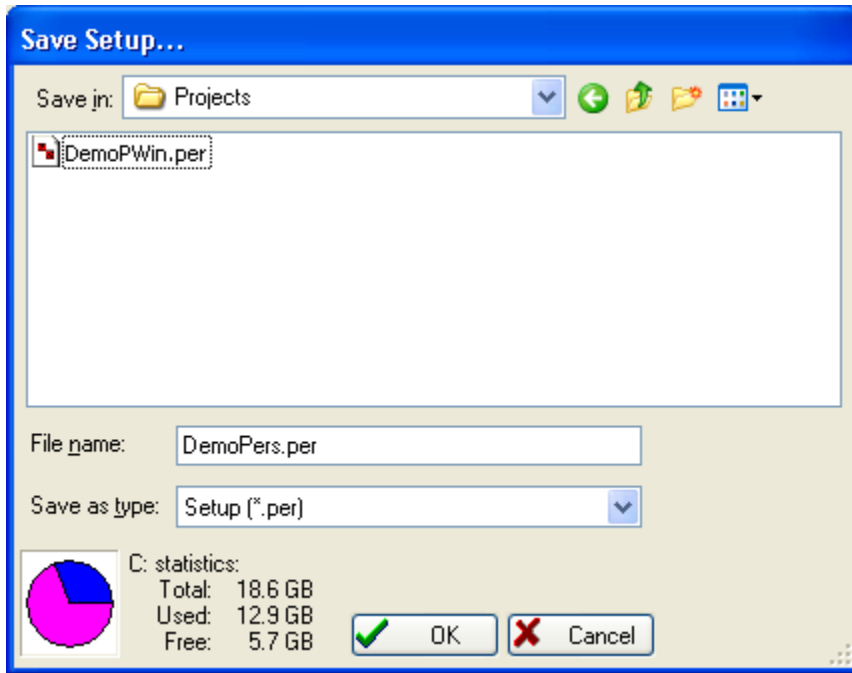 Save Setup...
Save in: Projects
DemoPWin.per
File name: DemoPers.per
Save as type: Setup (*.per)
C: statistics:
Total: 18.6 GB
Used: 12.9 GB
Free: 5.7 GB
OK Cancel